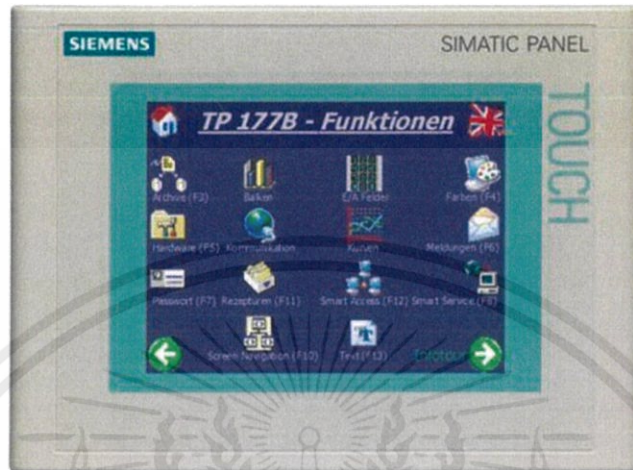 SIEMENS
SIMATIC PANEL
TOUCH
TP 177B - Funktionen
Archive (F3) Balken E/A Felder Farben (F4)
Hardware (F5) Kommunikation Kurven Meldungen (F6)
Passwort (F7) Rezepturen (F11) Smart Access (F12) Smart Service (F8)
Screen Navigation (F10) Text (F13) Infotour